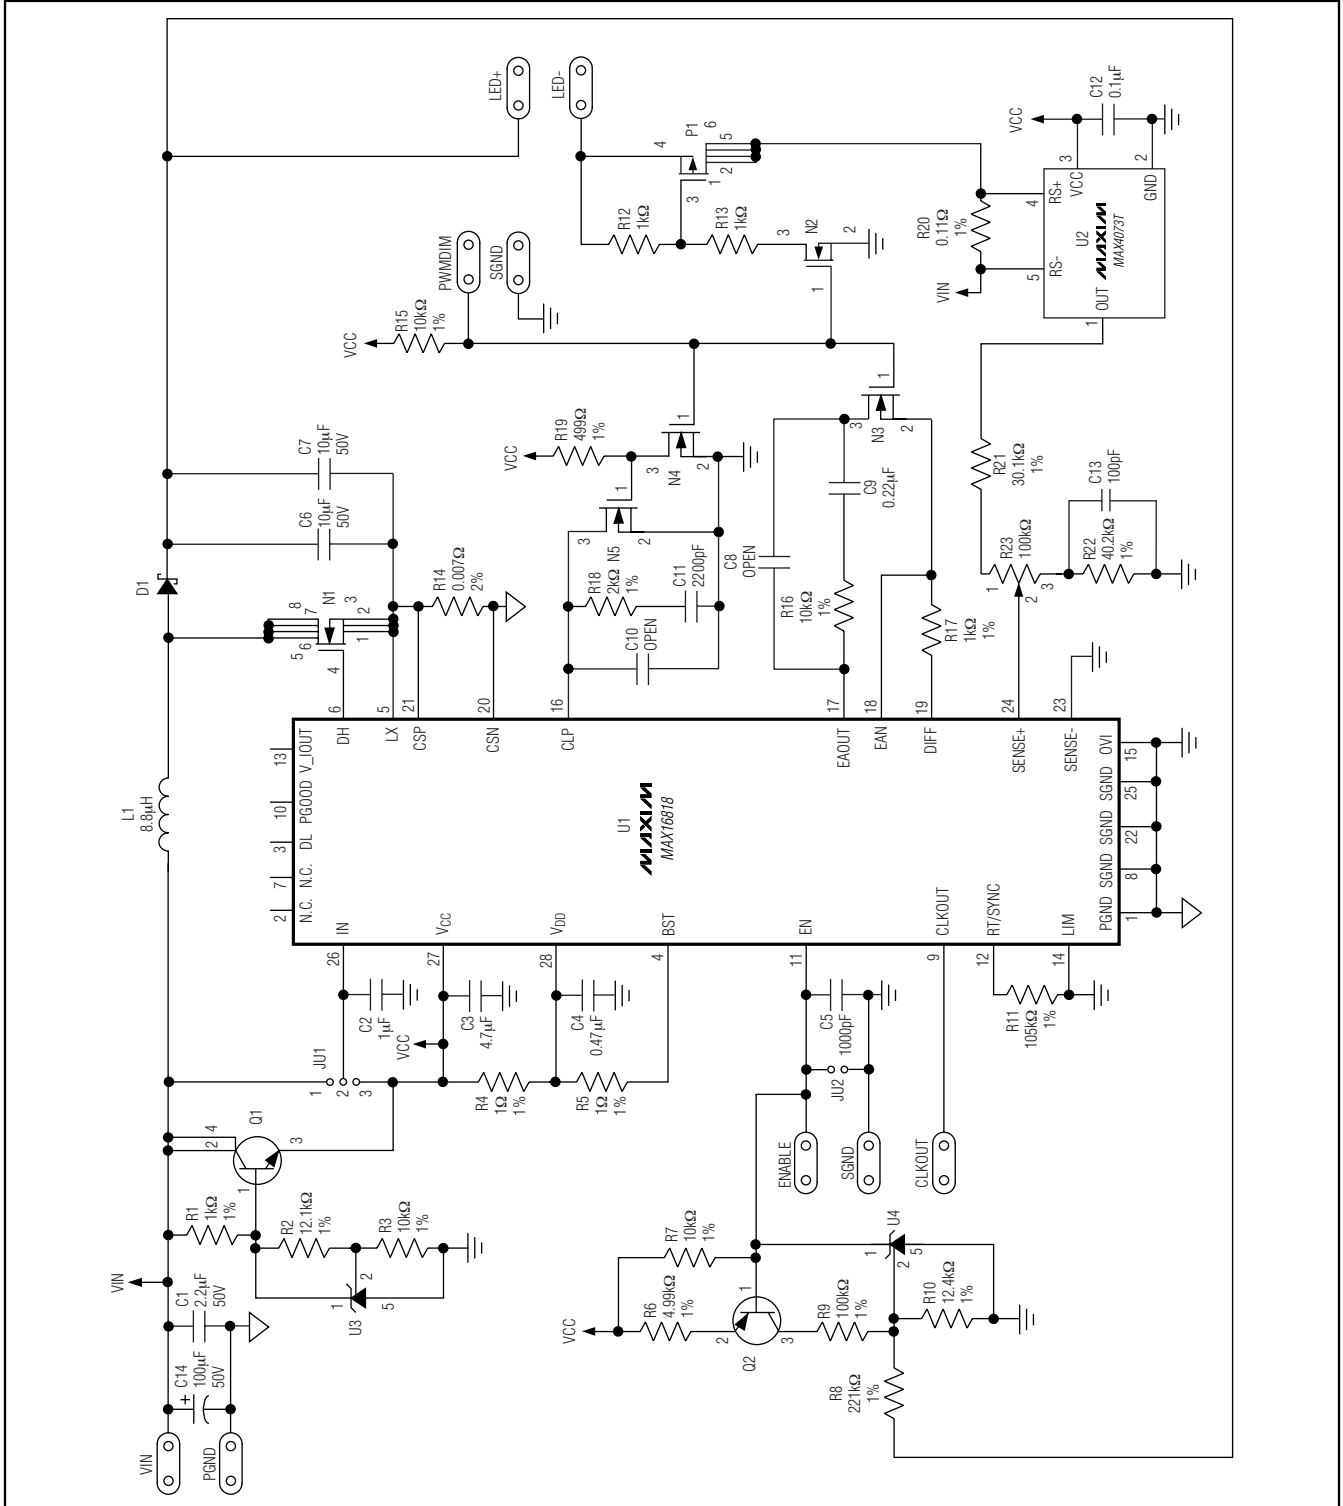 VIN
PGND
C14
100µF
50V
+
C1
2.2µF
50V
VIN
R1
1kΩ
1%
R2
12.1kΩ
1%
R3
10kΩ
1%
U3
1
2
5
Q1
1
2
4
3
JU1
1
2
3
L1
8.8µH
D1
N1
5
6
7
8
4
1
2
3
C6
10µF
50V
C7
10µF
50V
R14
0.007Ω
2%
LED+
LED-
PWMDIM
SGND
VCC
R15
10kΩ
1%
R12
1kΩ
R13
1kΩ
P1
4
3
1
2
5
6
N2
1
3
2
VCC
R19
499Ω
1%
N4
1
3
2
N5
1
3
2
R18
2kΩ
1%
C11
2200pF
C10
OPEN
C8
OPEN
C9
0.22µF
R16
10kΩ
1%
N3
1
3
2
R17
1kΩ
1%
VIN
R20
0.11Ω
1%
VCC
C12
0.1µF
U2
MAXIM
MAX4073T
RS+
4
RS-
5
VCC
3
GND
2
OUT
1
R21
30.1kΩ
1%
R23
100kΩ
1
2
3
R22
40.2kΩ
1%
C13
100pF
U1
MAXIM
MAX16818
2
N.C.
7
N.C.
3
DL
10
PGOOD
13
V_IOUT
6
DH
5
LX
21
CSP
20
CSN
16
CLP
17
EAOUT
18
EAN
19
DIFF
24
SENSE+
23
SENSE-
15
OVI
25
SGND
22
SGND
8
SGND
1
PGND
26
IN
27
VCC
28
VDD
4
BST
11
EN
9
CLKOUT
12
RT/SYNC
14
LIM
C2
1µF
VCC
C3
4.7µF
C4
0.47µF
R4
1Ω
1%
R5
1Ω
1%
C5
1000pF
JU2
ENABLE
SGND
CLKOUT
R11
105kΩ
1%
VCC
R7
10kΩ
1%
R6
4.99kΩ
1%
Q2
1
2
3
R9
100kΩ
1%
U4
1
2
5
R10
12.4kΩ
1%
R8
221kΩ
1%